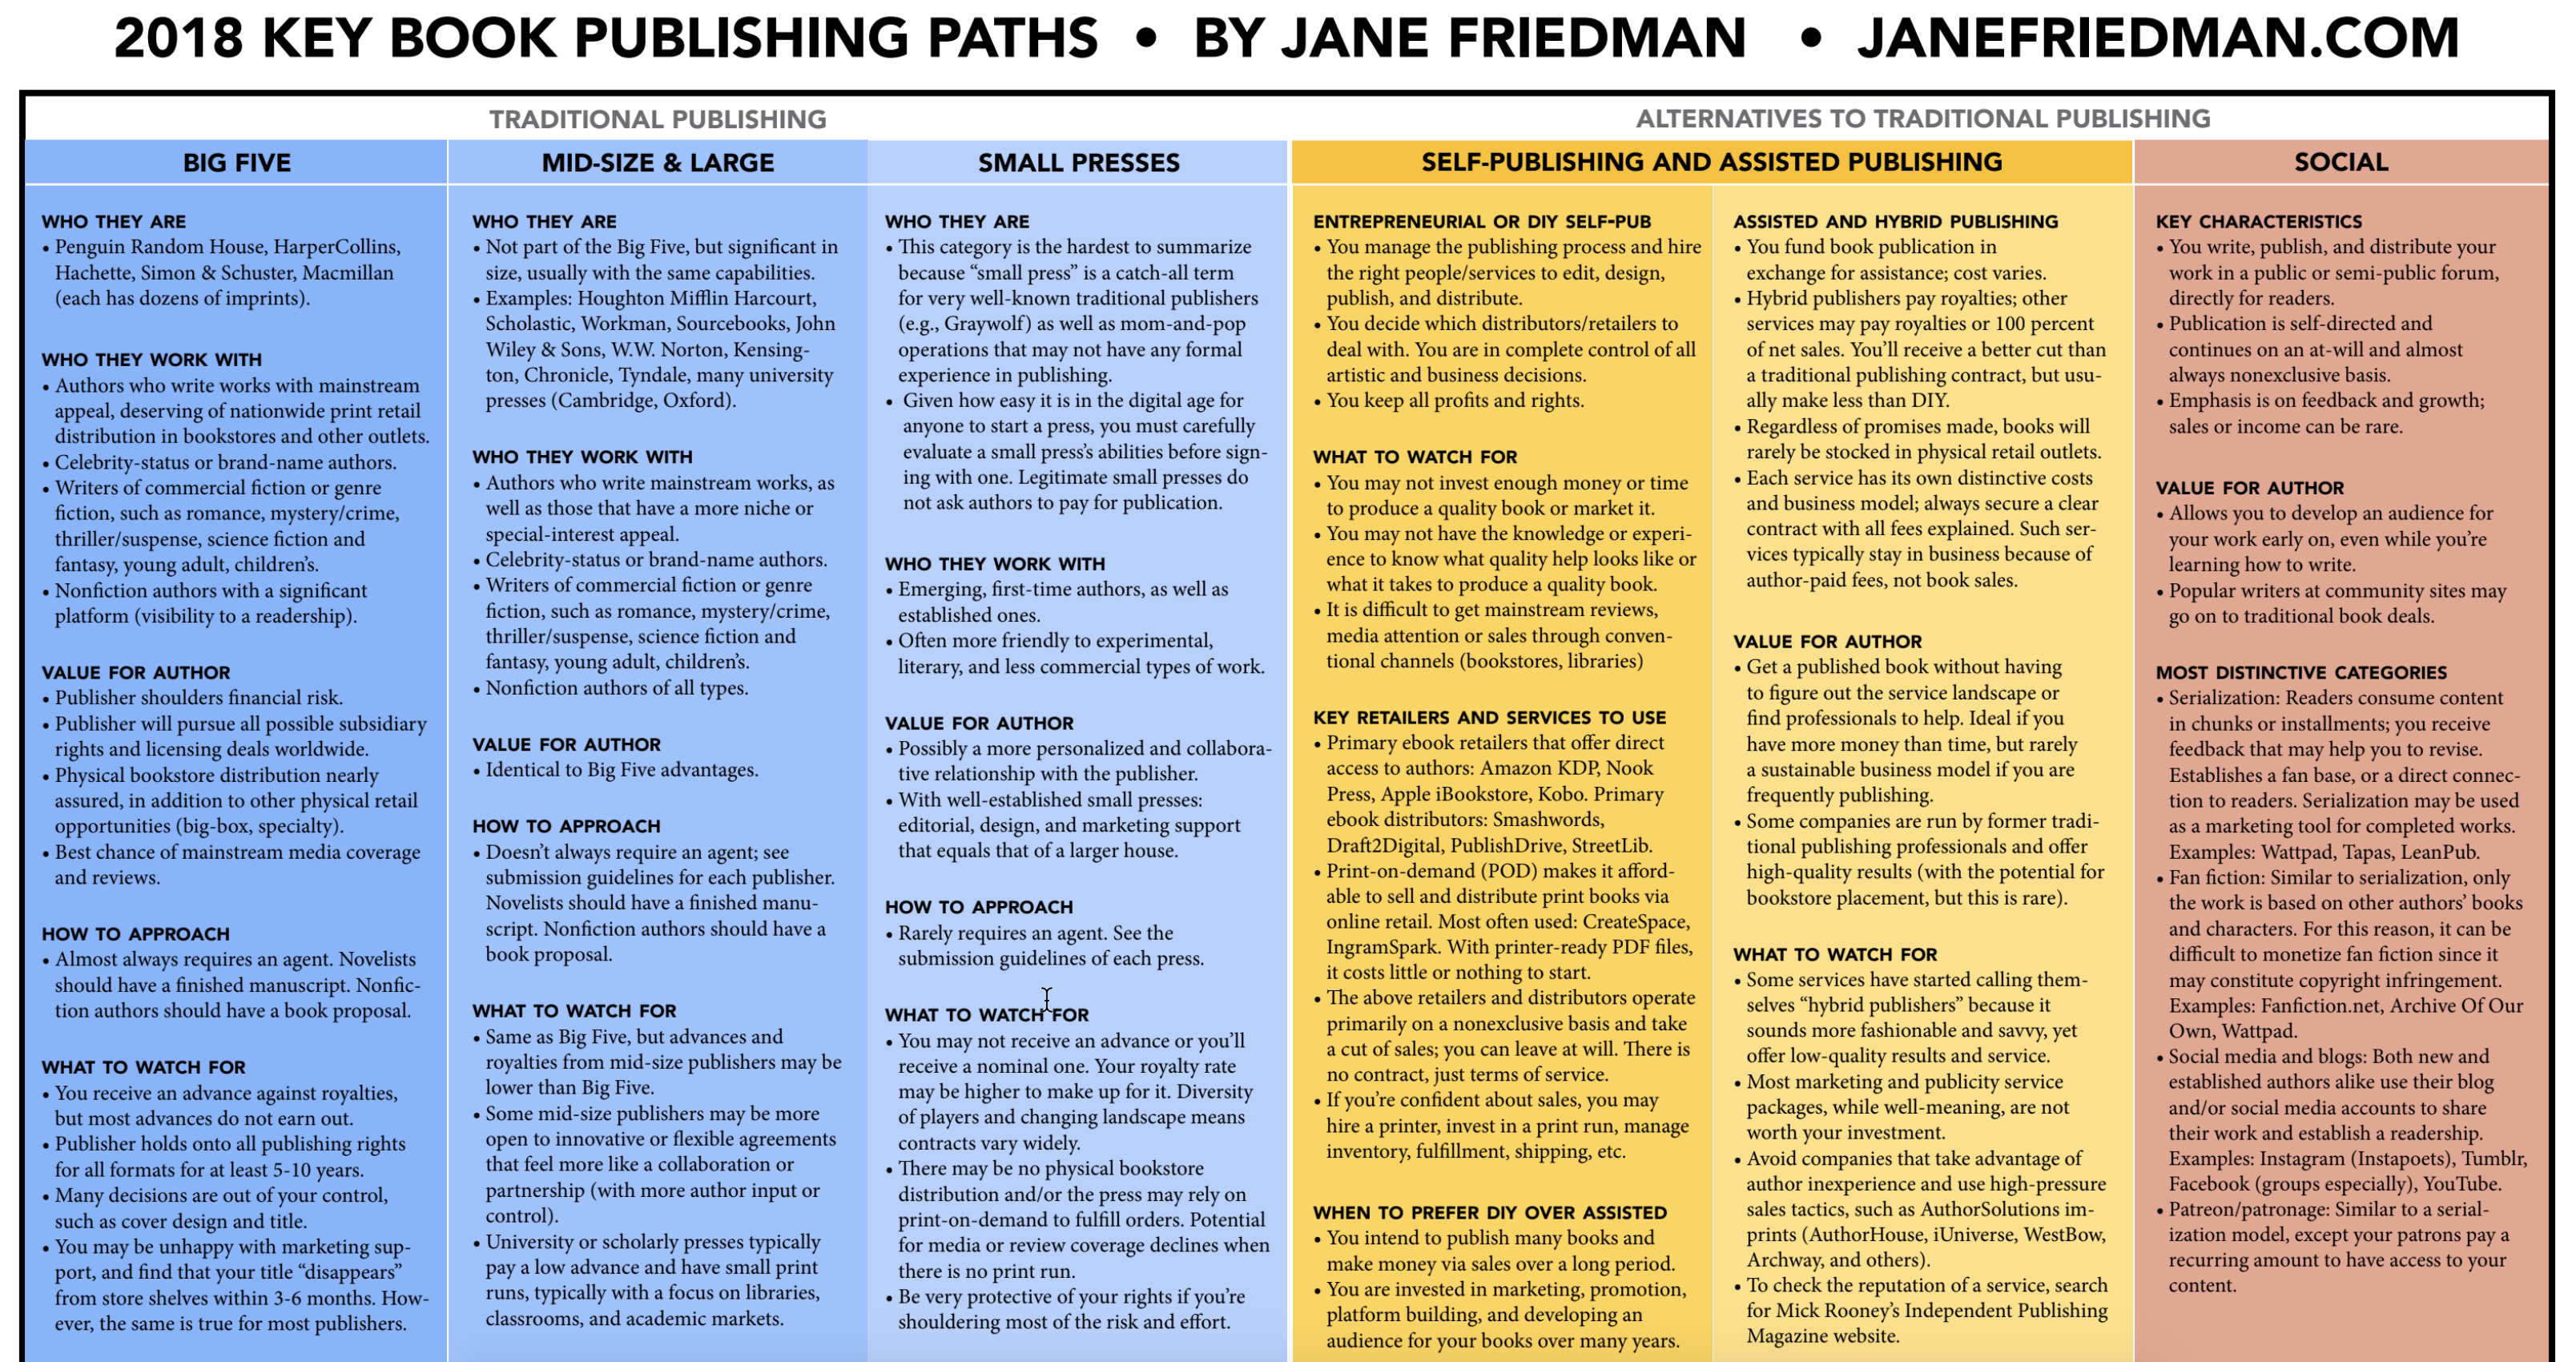 2018 KEY BOOK PUBLISHING PATHS • BY JANE FRIEDMAN • JANEFRIEDMAN.COM
TRADITIONAL PUBLISHING
BIG FIVE
WHO THEY ARE
• Penguin Random House, HarperCollins,
Hachette, Simon & Schuster, Macmillan
(each has dozens of imprints).
WHO THEY WORK WITH
• Authors who write works with mainstream
appeal, deserving of nationwide print retail
distribution in bookstores and other outlets.
• Celebrity-status or brand-name authors.
• Writers of commercial fiction or genre
fiction, such as romance, mystery/crime,
thriller/suspense, science fiction and
fantasy, young adult, children’s.
• Nonfiction authors with a significant
platform (visibility to a readership).
VALUE FOR AUTHOR
• Publisher shoulders financial risk.
• Publisher will pursue all possible subsidiary
rights and licensing deals worldwide.
• Physical bookstore distribution nearly
assured, in addition to other physical retail
opportunities (big-box, specialty).
• Best chance of mainstream media coverage
and reviews.
HOW TO APPROACH
• Almost always requires an agent. Novelists
should have a finished manuscript. Nonfic-
tion authors should have a book proposal.
WHAT TO WATCH FOR
• You receive an advance against royalties,
but most advances do not earn out.
• Publisher holds onto all publishing rights
for all formats for at least 5-10 years.
• Many decisions are out of your control,
such as cover design and title.
• You may be unhappy with marketing sup-
port, and find that your title “disappears”
from store shelves within 3-6 months. How-
ever, the same is true for most publishers.
MID-SIZE & LARGE
WHO THEY ARE
• Not part of the Big Five, but significant in
size, usually with the same capabilities.
• Examples: Houghton Mifflin Harcourt,
Scholastic, Workman, Sourcebooks, John
Wiley & Sons, W.W. Norton, Kensing-
ton, Chronicle, Tyndale, many university
presses (Cambridge, Oxford).
WHO THEY WORK WITH
• Authors who write mainstream works, as
well as those that have a more niche or
special-interest appeal.
• Celebrity-status or brand-name authors.
• Writers of commercial fiction or genre
fiction, such as romance, mystery/crime,
thriller/suspense, science fiction and
fantasy, young adult, children’s.
• Nonfiction authors of all types.
VALUE FOR AUTHOR
• Identical to Big Five advantages.
HOW TO APPROACH
• Doesn’t always require an agent; see
submission guidelines for each publisher.
Novelists should have a finished manu-
script. Nonfiction authors should have a
book proposal.
WHAT TO WATCH FOR
• Same as Big Five, but advances and
royalties from mid-size publishers may be
lower than Big Five.
• Some mid-size publishers may be more
open to innovative or flexible agreements
that feel more like a collaboration or
partnership (with more author input or
control).
• University or scholarly presses typically
pay a low advance and have small print
runs, typically with a focus on libraries,
classrooms, and academic markets.
SMALL PRESSES
WHO THEY ARE
• This category is the hardest to summarize
because “small press” is a catch-all term
for very well-known traditional publishers
(e.g., Graywolf) as well as mom-and-pop
operations that may not have any formal
experience in publishing.
• Given how easy it is in the digital age for
anyone to start a press, you must carefully
evaluate a small press’s abilities before sign-
ing with one. Legitimate small presses do
not ask authors to pay for publication.
WHO THEY WORK WITH
• Emerging, first-time authors, as well as
established ones.
• Often more friendly to experimental,
literary, and less commercial types of work.
VALUE FOR AUTHOR
• Possibly a more personalized and collabora-
tive relationship with the publisher.
• With well-established small presses:
editorial, design, and marketing support
that equals that of a larger house.
HOW TO APPROACH
• Rarely requires an agent. See the
submission guidelines of each press.
WHAT TO WATCH FOR
• You may not receive an advance or you’ll
receive a nominal one. Your royalty rate
may be higher to make up for it. Diversity
of players and changing landscape means
contracts vary widely.
• There may be no physical bookstore
distribution and/or the press may rely on
print-on-demand to fulfill orders. Potential
for media or review coverage declines when
there is no print run.
• Be very protective of your rights if you’re
shouldering most of the risk and effort.
ALTERNATIVES TO TRADITIONAL PUBLISHING
SELF-PUBLISHING AND ASSISTED PUBLISHING
ENTREPRENEURIAL OR DIY SELF-PUB
• You manage the publishing process and hire
the right people/services to edit, design,
publish, and distribute.
• You decide which distributors/retailers to
deal with. You are in complete control of all
artistic and business decisions.
• You keep all profits and rights.
WHAT TO WATCH FOR
• You may not invest enough money or time
to produce a quality book or market it.
• You may not have the knowledge or experi-
ence to know what quality help looks like or
what it takes to produce a quality book.
• It is difficult to get mainstream reviews,
media attention or sales through conven-
tional channels (bookstores, libraries)
KEY RETAILERS AND SERVICES TO USE
• Primary ebook retailers that offer direct
access to authors: Amazon KDP, Nook
Press, Apple iBookstore, Kobo. Primary
ebook distributors: Smashwords,
Draft2Digital, PublishDrive, StreetLib.
• Print-on-demand (POD) makes it afford-
able to sell and distribute print books via
online retail. Most often used: CreateSpace,
IngramSpark. With printer-ready PDF files,
it costs little or nothing to start.
• The above retailers and distributors operate
primarily on a nonexclusive basis and take
a cut of sales; you can leave at will. There is
no contract, just terms of service.
• If you’re confident about sales, you may
hire a printer, invest in a print run, manage
inventory, fulfillment, shipping, etc.
WHEN TO PREFER DIY OVER ASSISTED
• You intend to publish many books and
make money via sales over a long period.
• You are invested in marketing, promotion,
platform building, and developing an
audience for your books over many years.
ASSISTED AND HYBRID PUBLISHING
• You fund book publication in
exchange for assistance; cost varies.
• Hybrid publishers pay royalties; other
services may pay royalties or 100 percent
of net sales. You’ll receive a better cut than
a traditional publishing contract, but usu-
ally make less than DIY.
• Regardless of promises made, books will
rarely be stocked in physical retail outlets.
• Each service has its own distinctive costs
and business model; always secure a clear
contract with all fees explained. Such ser-
vices typically stay in business because of
author-paid fees, not book sales.
VALUE FOR AUTHOR
• Get a published book without having
to figure out the service landscape or
find professionals to help. Ideal if you
have more money than time, but rarely
a sustainable business model if you are
frequently publishing.
• Some companies are run by former tradi-
tional publishing professionals and offer
high-quality results (with the potential for
bookstore placement, but this is rare).
WHAT TO WATCH FOR
• Some services have started calling them-
selves “hybrid publishers” because it
sounds more fashionable and savvy, yet
offer low-quality results and service.
• Most marketing and publicity service
packages, while well-meaning, are not
worth your investment.
• Avoid companies that take advantage of
author inexperience and use high-pressure
sales tactics, such as AuthorSolutions im-
prints (AuthorHouse, iUniverse, WestBow,
Archway, and others).
• To check the reputation of a service, search
for Mick Rooney’s Independent Publishing
Magazine website.
SOCIAL
KEY CHARACTERISTICS
• You write, publish, and distribute your
work in a public or semi-public forum,
directly for readers.
• Publication is self-directed and
continues on an at-will and almost
always nonexclusive basis.
• Emphasis is on feedback and growth;
sales or income can be rare.
VALUE FOR AUTHOR
• Allows you to develop an audience for
your work early on, even while you’re
learning how to write.
• Popular writers at community sites may
go on to traditional book deals.
MOST DISTINCTIVE CATEGORIES
• Serialization: Readers consume content
in chunks or installments; you receive
feedback that may help you to revise.
Establishes a fan base, or a direct connec-
tion to readers. Serialization may be used
as a marketing tool for completed works.
Examples: Wattpad, Tapas, LeanPub.
• Fan fiction: Similar to serialization, only
the work is based on other authors’ books
and characters. For this reason, it can be
difficult to monetize fan fiction since it
may constitute copyright infringement.
Examples: Fanfiction.net, Archive Of Our
Own, Wattpad.
• Social media and blogs: Both new and
established authors alike use their blog
and/or social media accounts to share
their work and establish a readership.
Examples: Instagram (Instapoets), Tumblr,
Facebook (groups especially), YouTube.
• Patreon/patronage: Similar to a serial-
ization model, except your patrons pay a
recurring amount to have access to your
content.